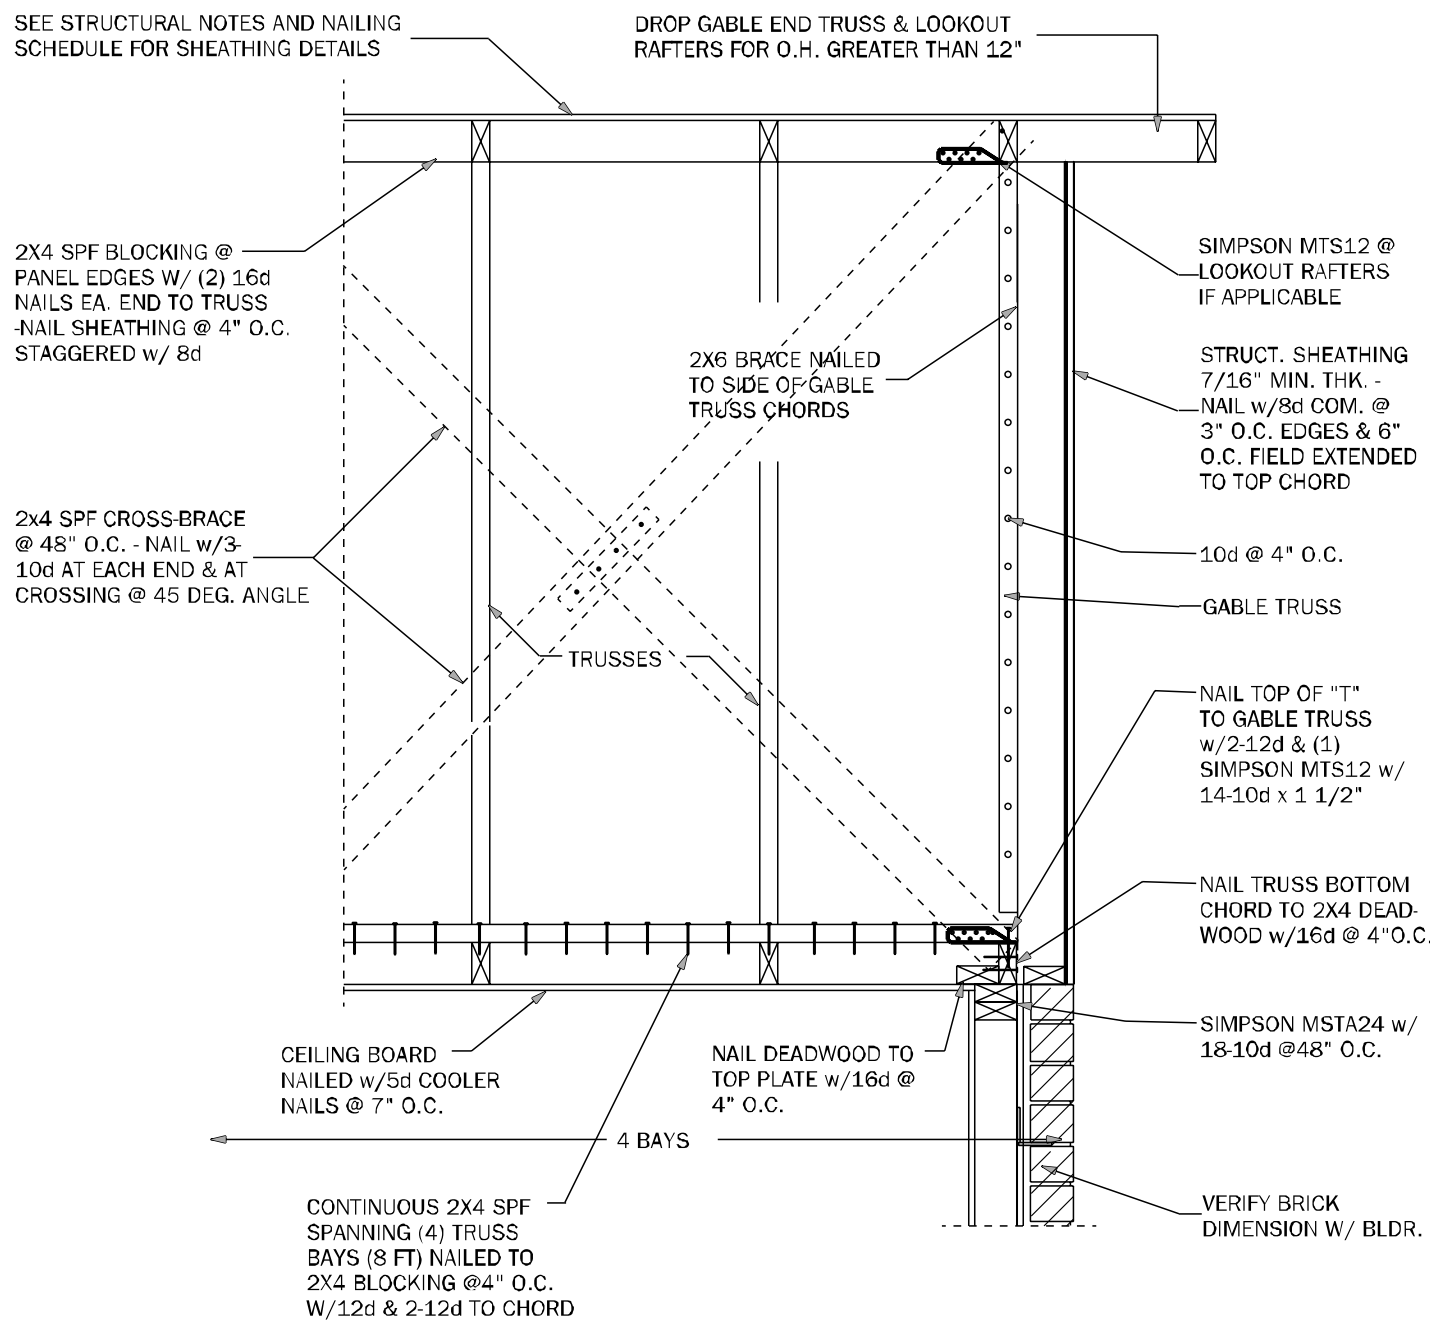 SEE STRUCTURAL NOTES AND NAILING
SCHEDULE FOR SHEATHING DETAILS
DROP GABLE END TRUSS & LOOKOUT
RAFTERS FOR O.H. GREATER THAN 12"
2X4 SPF BLOCKING @
PANEL EDGES W/ (2) 16d
NAILS EA. END TO TRUSS
-NAIL SHEATHING @ 4" O.C.
STAGGERED w/ 8d
SIMPSON MTS12 @
LOOKOUT RAFTERS
IF APPLICABLE
2X6 BRACE NAILED
TO SIDE OF GABLE
TRUSS CHORDS
STRUCT. SHEATHING
7/16" MIN. THK. -
NAIL w/8d COM. @
3" O.C. EDGES & 6"
O.C. FIELD EXTENDED
TO TOP CHORD
2x4 SPF CROSS-BRACE
@ 48" O.C. - NAIL w/3-
10d AT EACH END & AT
CROSSING @ 45 DEG. ANGLE
10d @ 4" O.C.
GABLE TRUSS
TRUSSES
NAIL TOP OF "T"
TO GABLE TRUSS
w/2-12d & (1)
SIMPSON MTS12 w/
14-10d x 1 1/2"
NAIL TRUSS BOTTOM
CHORD TO 2X4 DEAD-
WOOD w/16d @ 4"O.C.
SIMPSON MSTA24 w/
18-10d @48" O.C.
CEILING BOARD
NAILED w/5d COOLER
NAILS @ 7" O.C.
NAIL DEADWOOD TO
TOP PLATE w/16d @
4" O.C.
4 BAYS
CONTINUOUS 2X4 SPF
SPANNING (4) TRUSS
BAYS (8 FT) NAILED TO
2X4 BLOCKING @4" O.C.
W/12d & 2-12d TO CHORD
VERIFY BRICK
DIMENSION W/ BLDR.